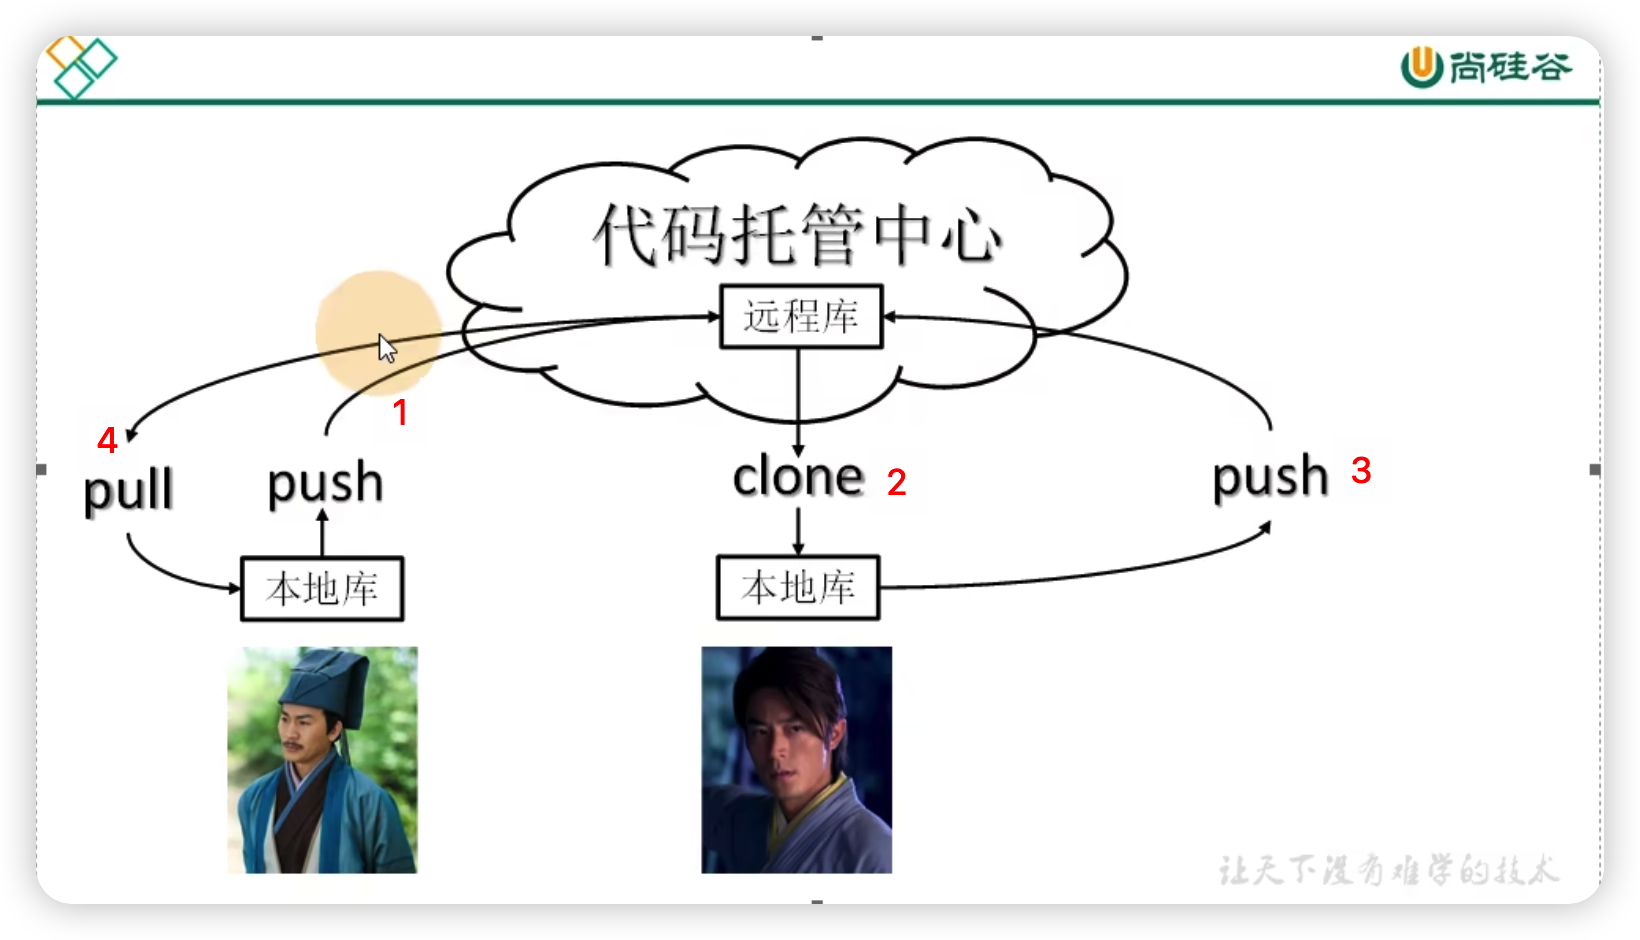 尚硅谷
代码托管中心
远程库
1
4
pull
push
clone
2
push
3
本地库
本地库
让天下没有难学的技术